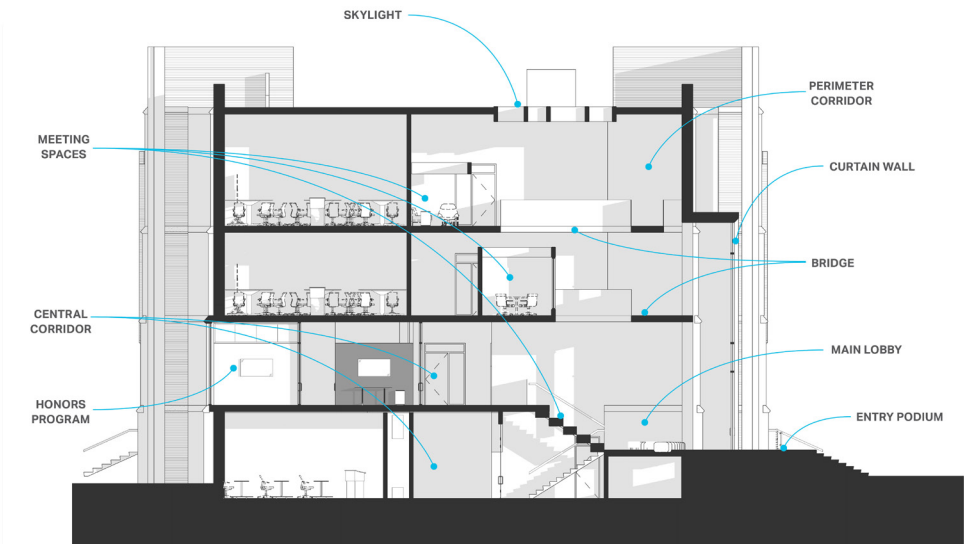 SKYLIGHT
PERIMETER
CORRIDOR
MEETING
SPACES
CURTAIN WALL
BRIDGE
CENTRAL
CORRIDOR
MAIN LOBBY
HONORS
PROGRAM
ENTRY PODIUM